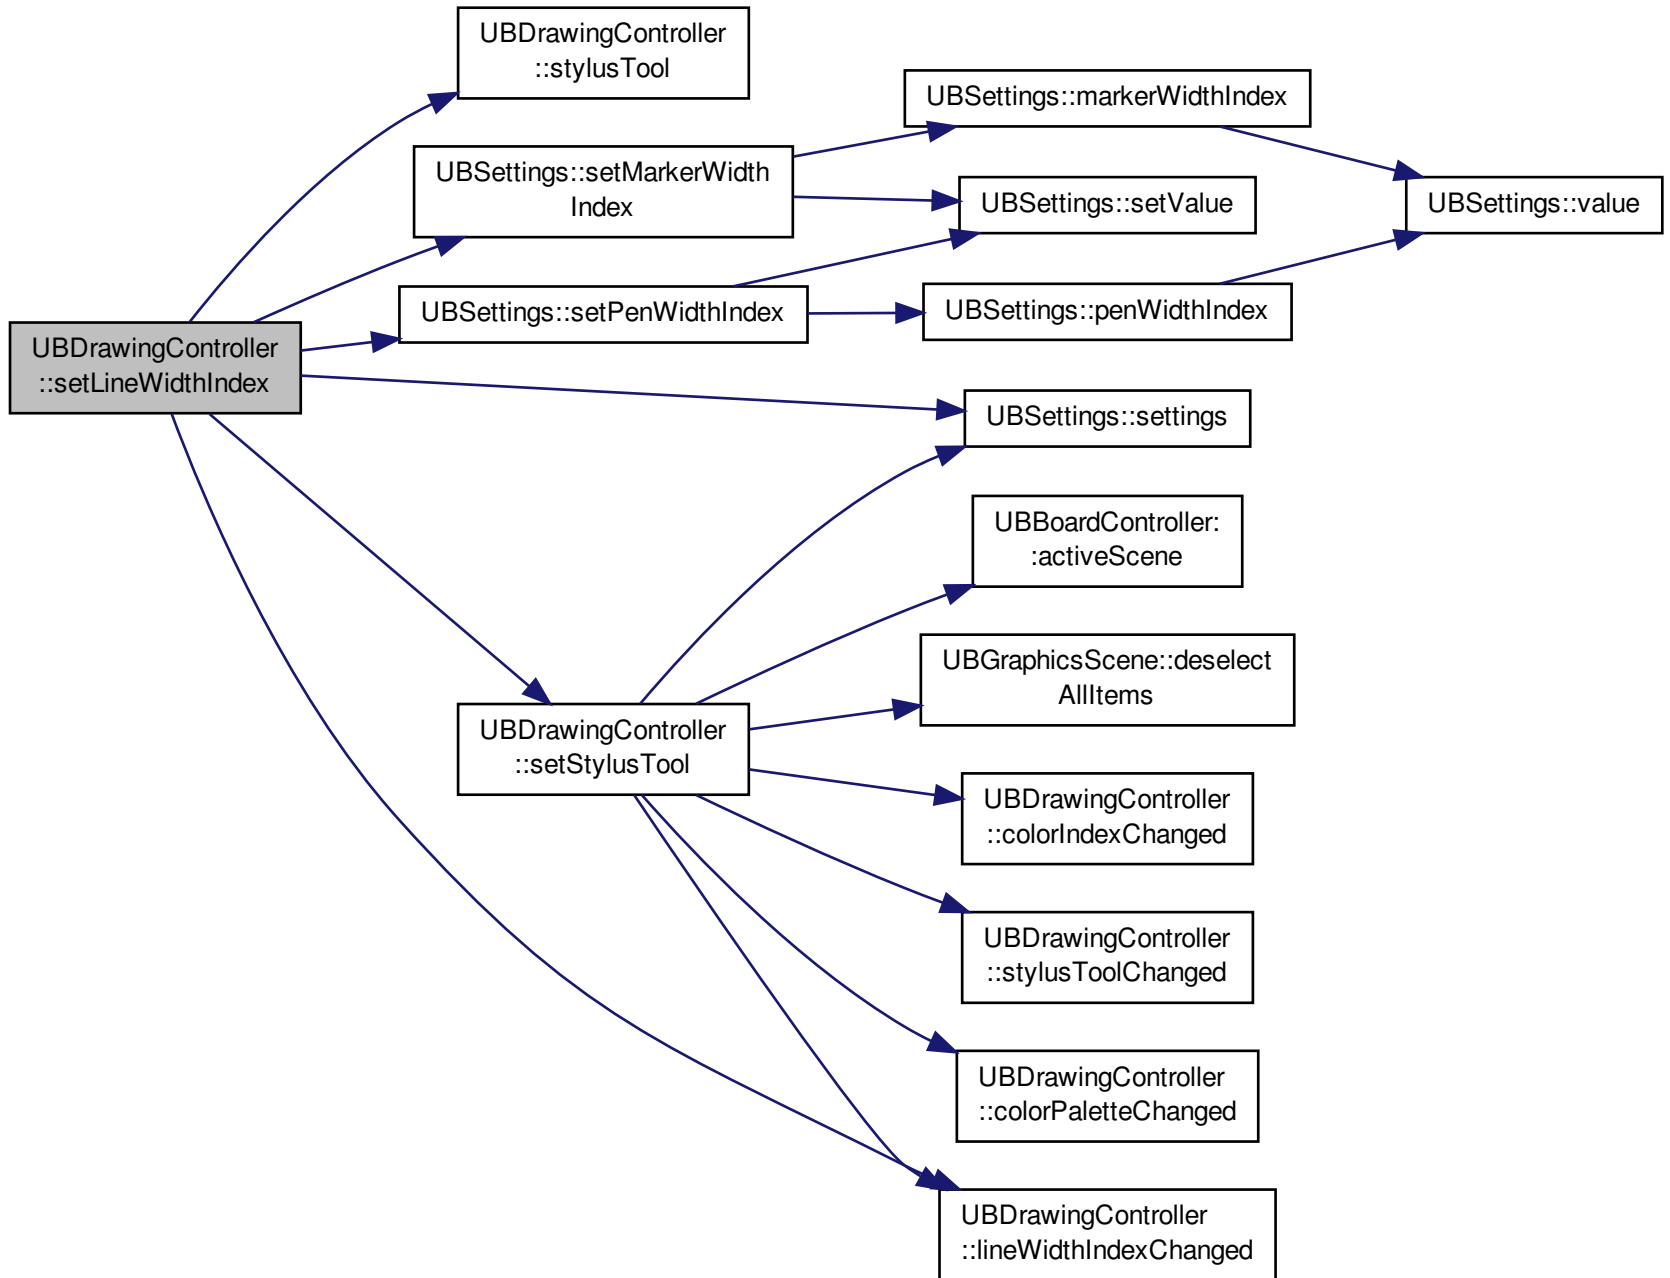 UBDrawingController
::stylusTool
UBSettings::markerWidthIndex
UBSettings::setMarkerWidth
Index
UBSettings::setValue
UBSettings::value
UBSettings::setPenWidthIndex
UBSettings::penWidthIndex
UBDrawingController
::setLineWidthIndex
UBSettings::settings
UBBoardController:
:activeScene
UBGraphicsScene::deselect
AllItems
UBDrawingController
::setStylusTool
UBDrawingController
::colorIndexChanged
UBDrawingController
::stylusToolChanged
UBDrawingController
::colorPaletteChanged
UBDrawingController
::lineWidthIndexChanged